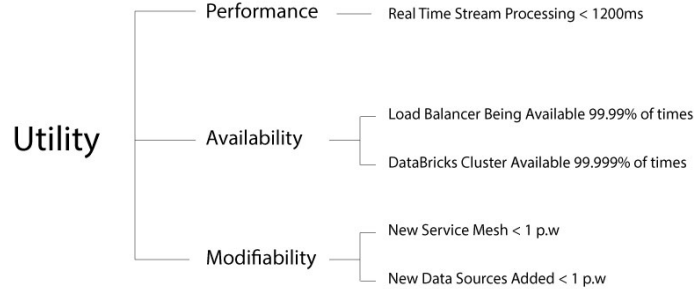 Performance
Real Time Stream Processing < 1200ms
Utility
Availability
Load Balancer Being Available 99.99% of times
DataBricks Cluster Available 99.999% of times
Modifiability
New Service Mesh < 1 p.w
New Data Sources Added < 1 p.w